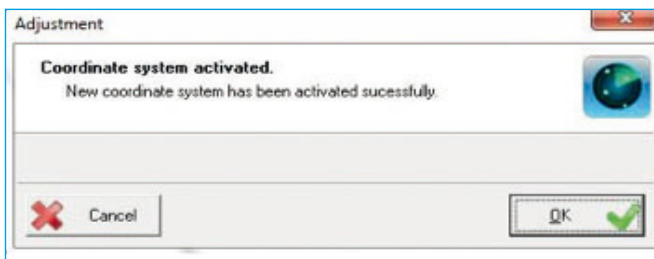 Adjustment
Coordinate system activated.
New coordinate system has been activated sucessfully.
Cancel
OK